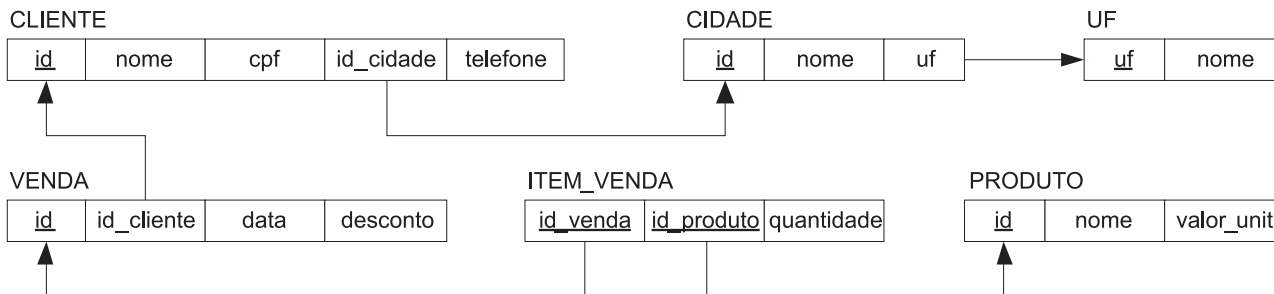 CLIENTE
id nome cpf id_cidade telefone
CIDADE
id nome uf
UF
uf nome
VENDA
id id_cliente data desconto
ITEM_VENDA
id_venda id_produto quantidade
PRODUTO
id nome valor_unit